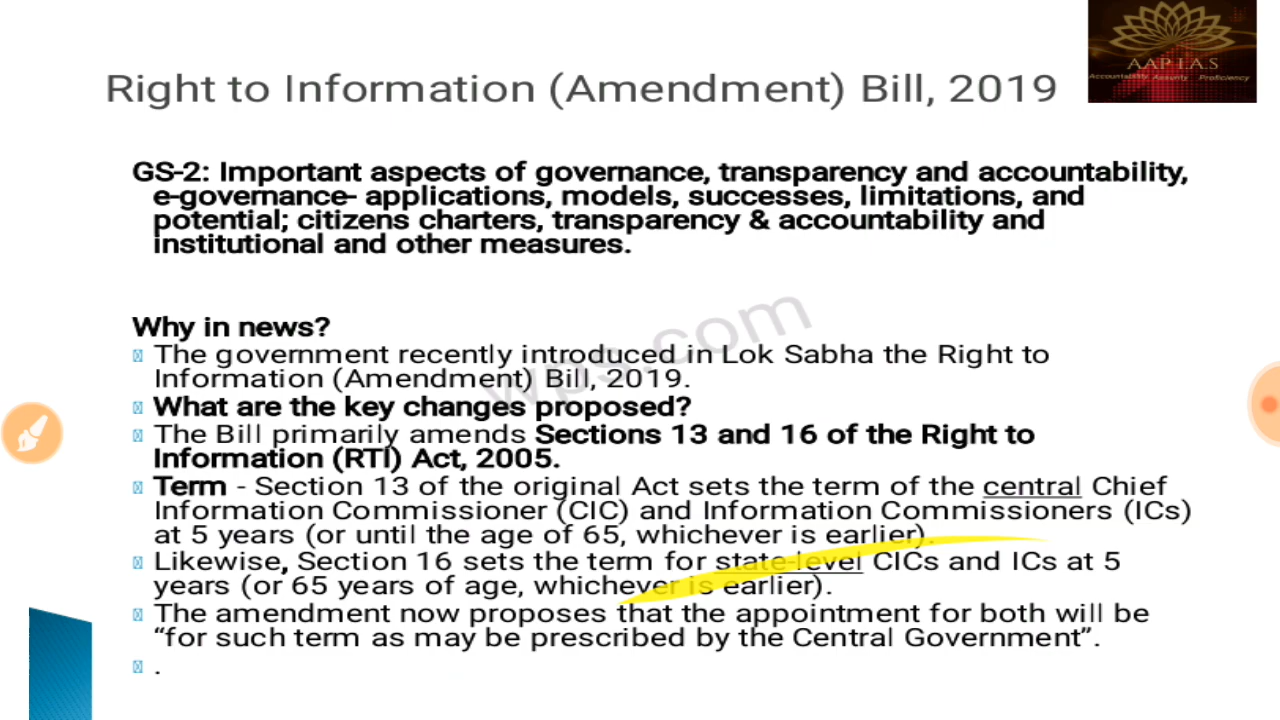 AAPIAS
Accountability Assurity Proficiency
Right to Information (Amendment) Bill, 2019
GS-2: Important aspects of governance, transparency and accountability,
e-governance- applications, models, successes, limitations, and
potential; citizens charters, transparency & accountability and
institutional and other measures.
wps.com
Why in news?
The government recently introduced in Lok Sabha the Right to
Information (Amendment) Bill, 2019.
What are the key changes proposed?
The Bill primarily amends Sections 13 and 16 of the Right to
Information (RTI) Act, 2005.
Term - Section 13 of the original Act sets the term of the central Chief
Information Commissioner (CIC) and Information Commissioners (ICs)
at 5 years (or until the age of 65, whichever is earlier).
Likewise, Section 16 sets the term for state-level CICs and ICs at 5
years (or 65 years of age, whichever is earlier).
The amendment now proposes that the appointment for both will be
“for such term as may be prescribed by the Central Government”.
.